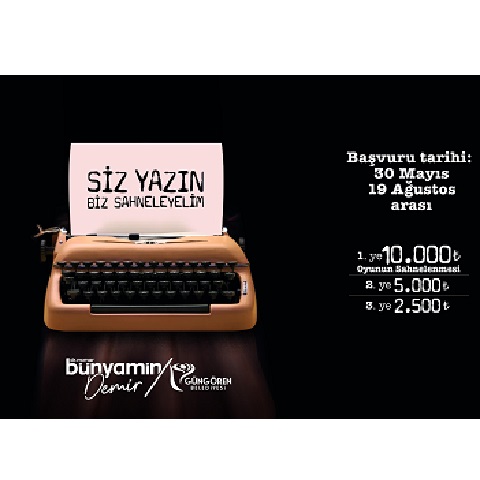 SİZ YAZIN
BİZ SAHNELEYELİM
Başvuru tarihi:
30 Mayıs
19 Ağustos
arası
1. ye 10.000₺
Oyunun Sahnelenmesi
2. ye 5.000₺
3. ye 2.500₺
bünyamin
Demir
GÜNGÖREN
BELEDİYESİ